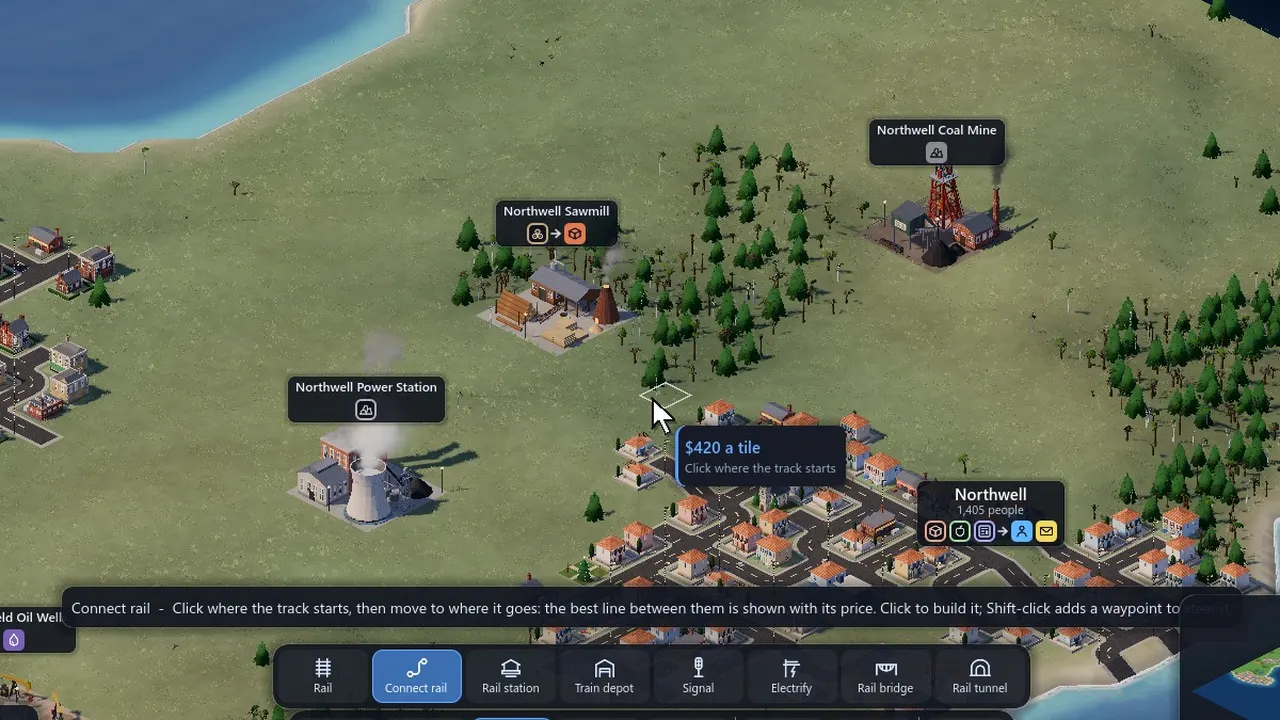 Northwell Coal Mine
Northwell Sawmill
Northwell Power Station
$420 a tile
Click where the track starts
Northwell
1,405 people
Connect rail - Click where the track starts, then move to where it goes: the best line between them is shown with its price. Click to build it; Shift-click adds a waypoint to steer it
Oil Well
Rail
Connect rail
Rail station
Train depot
Signal
Electrify
Rail bridge
Rail tunnel